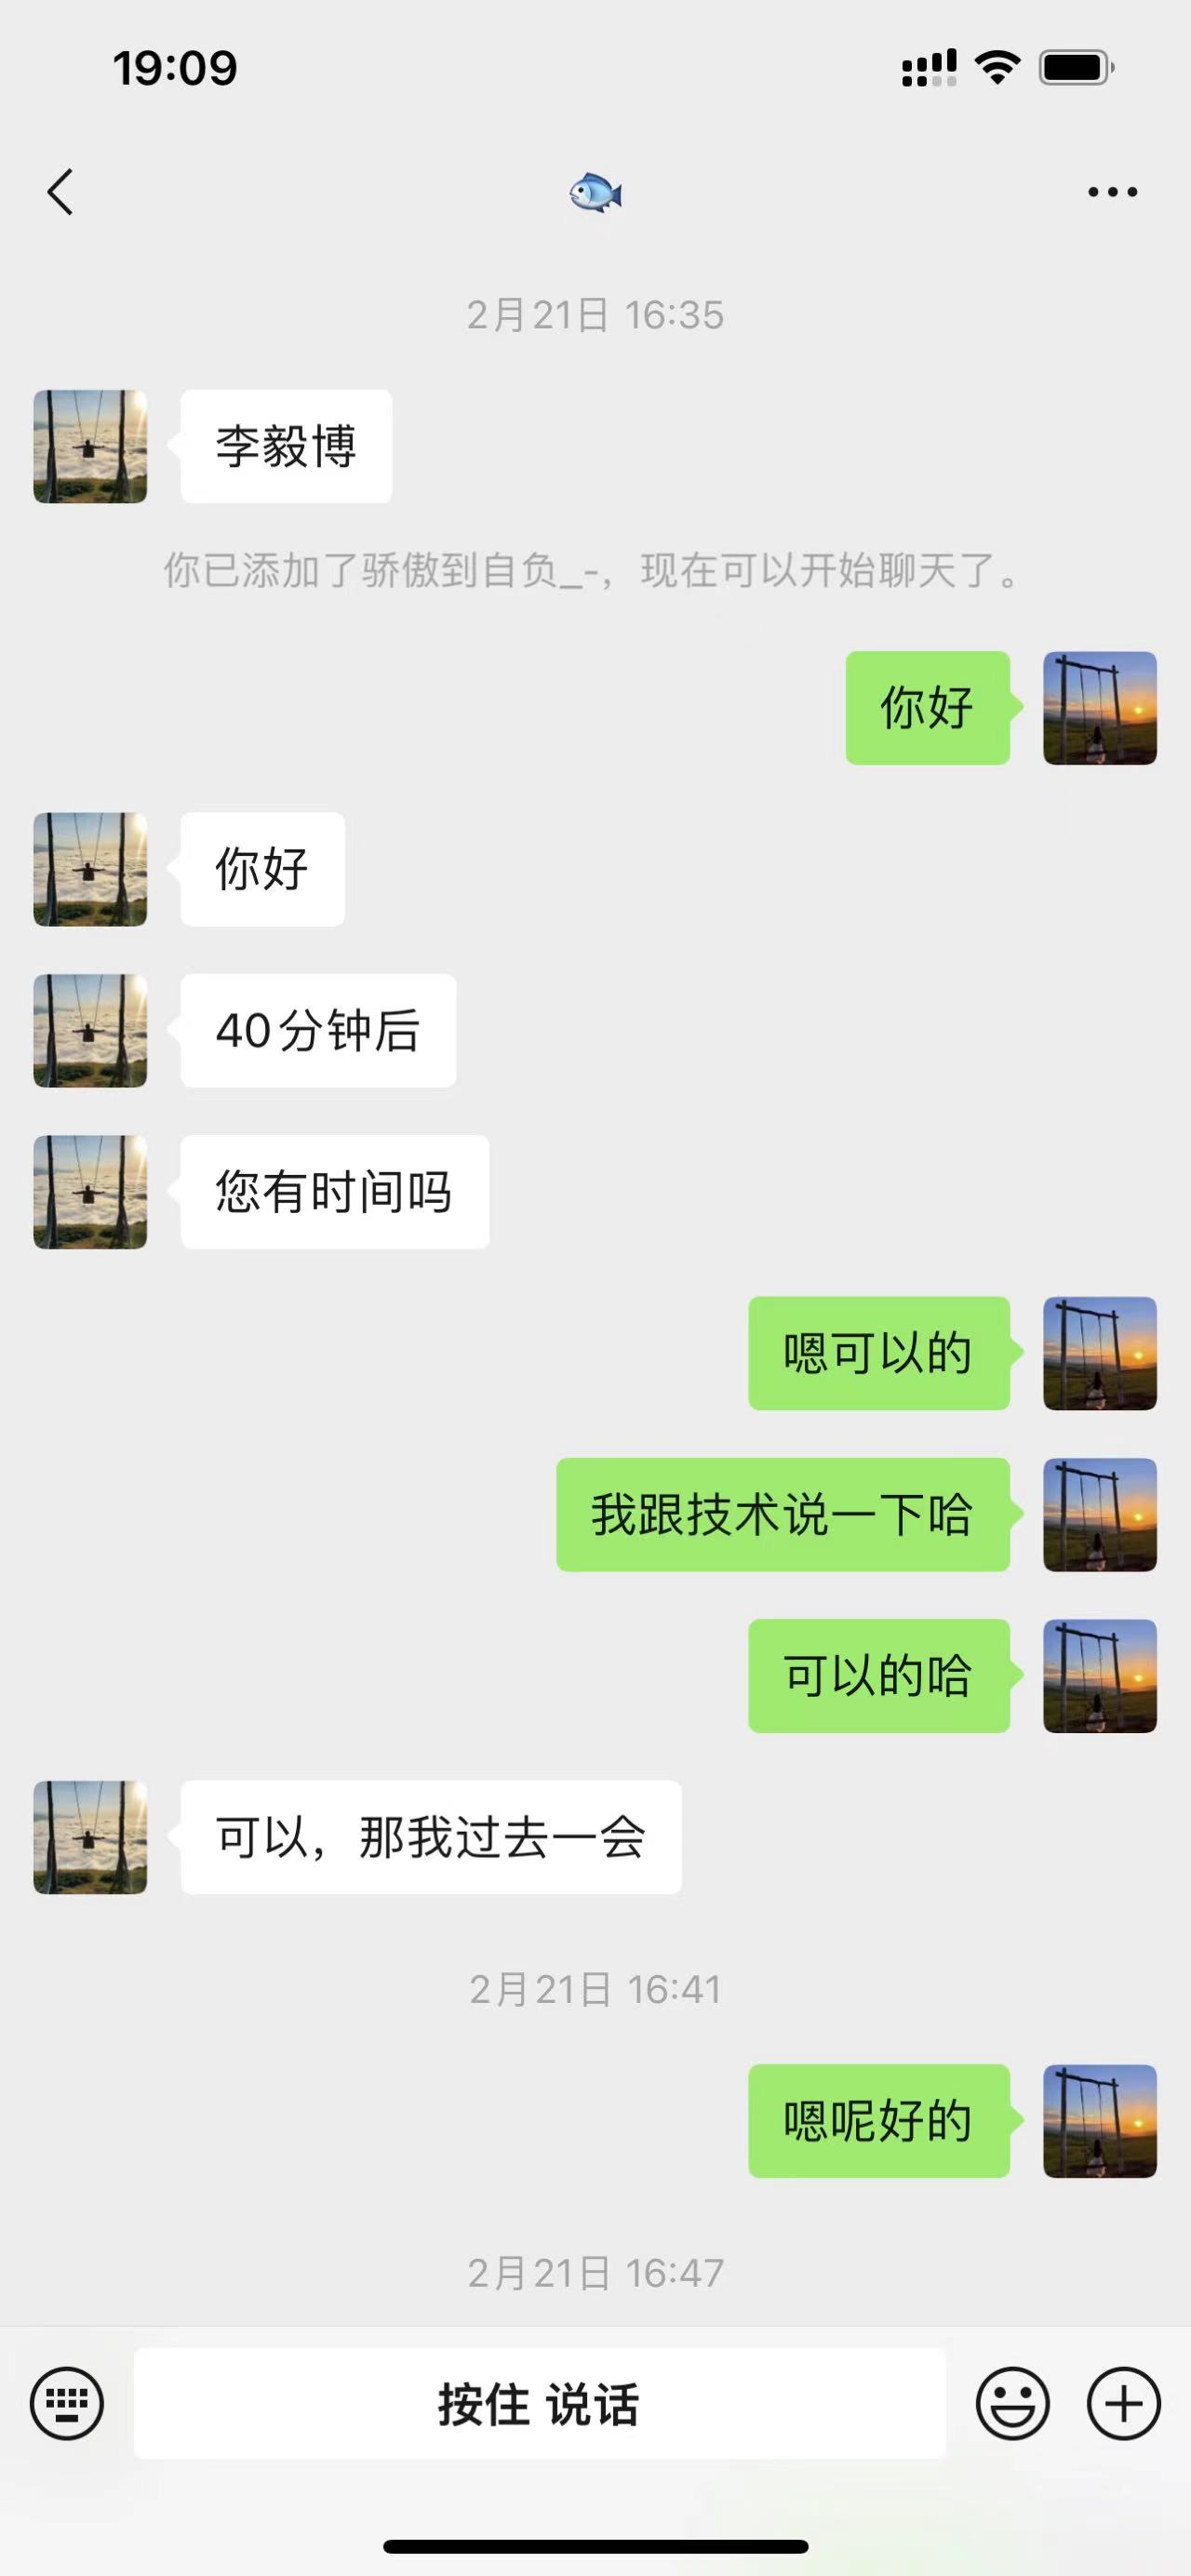 19:09
🐟
2月21日 16:35
李毅博
你已添加了骄傲到自负_-，现在可以开始聊天了。
你好
你好
40分钟后
您有时间吗
嗯可以的
我跟技术说一下哈
可以的哈
可以，那我过去一会
2月21日 16:41
嗯呢好的
2月21日 16:47
按住 说话